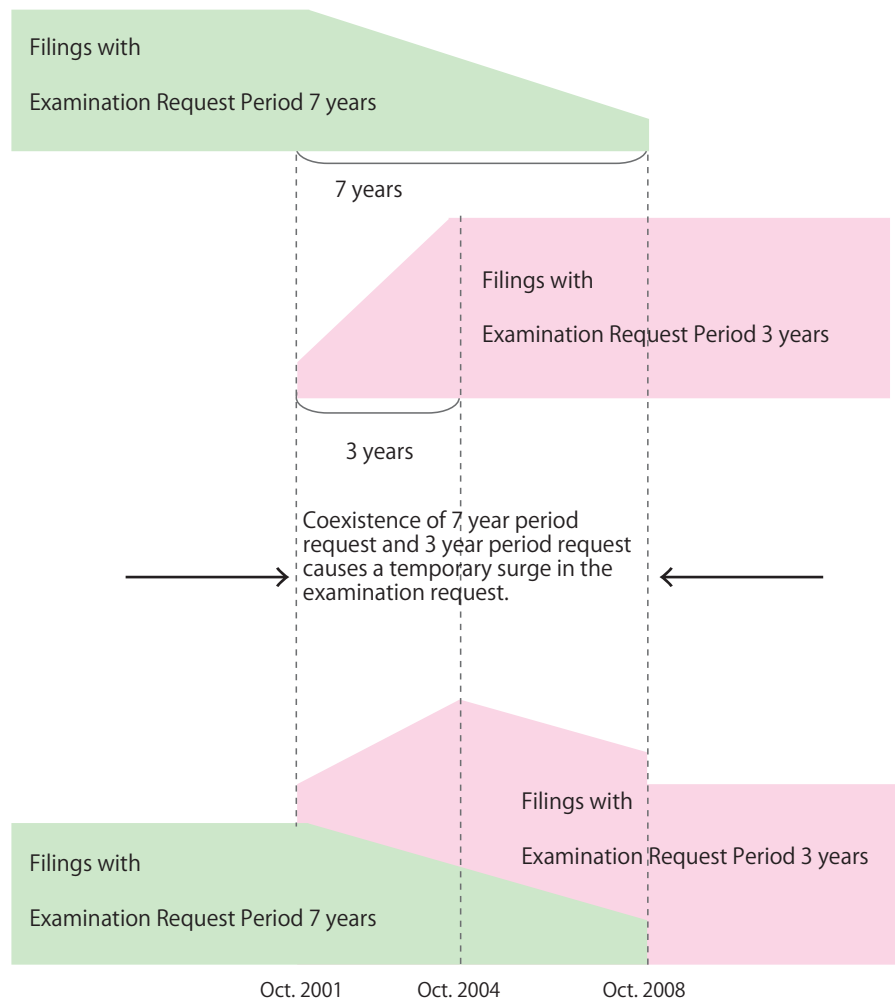 Filings with
Examination Request Period 7 years
7 years
Filings with
Examination Request Period 3 years
3 years
Coexistence of 7 year period
request and 3 year period request
causes a temporary surge in the
examination request.
Filings with
Examination Request Period 3 years
Filings with
Examination Request Period 7 years
Oct. 2001
Oct. 2004
Oct. 2008